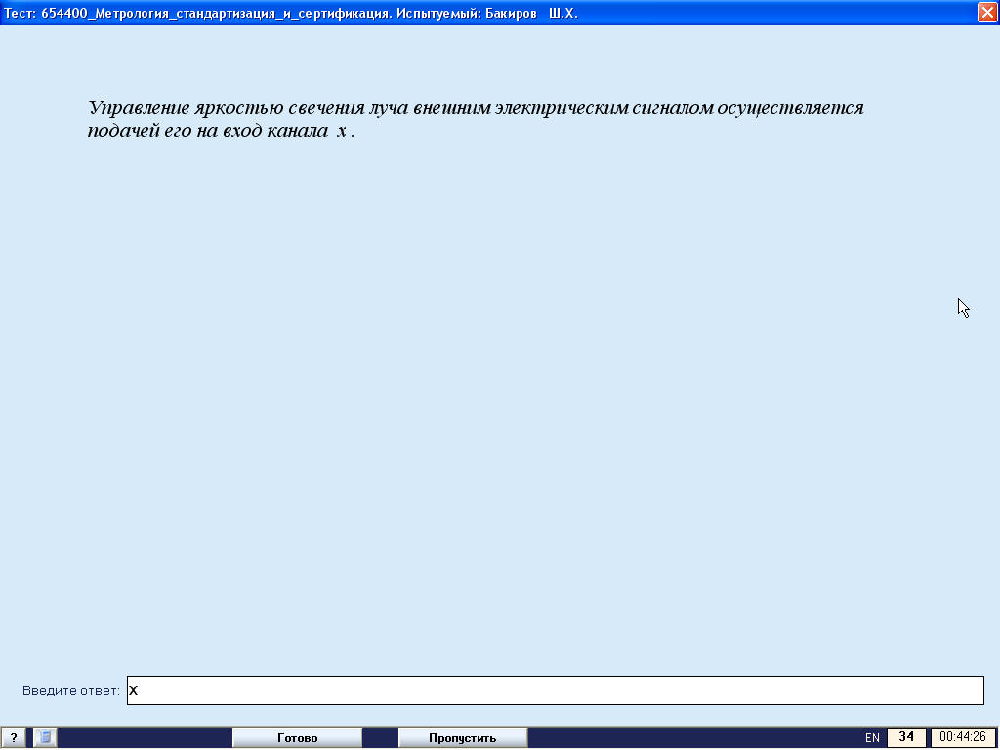 Тест: 654400_Метрология_стандартизация_и_сертификация. Испытуемый: Бакиров Ш.Х.
Управление яркостью свечения луча внешним электрическим сигналом осуществляется
подачей его на вход канала x .
Введите ответ: X
? Готово Пропустить EN 34 00:44:26